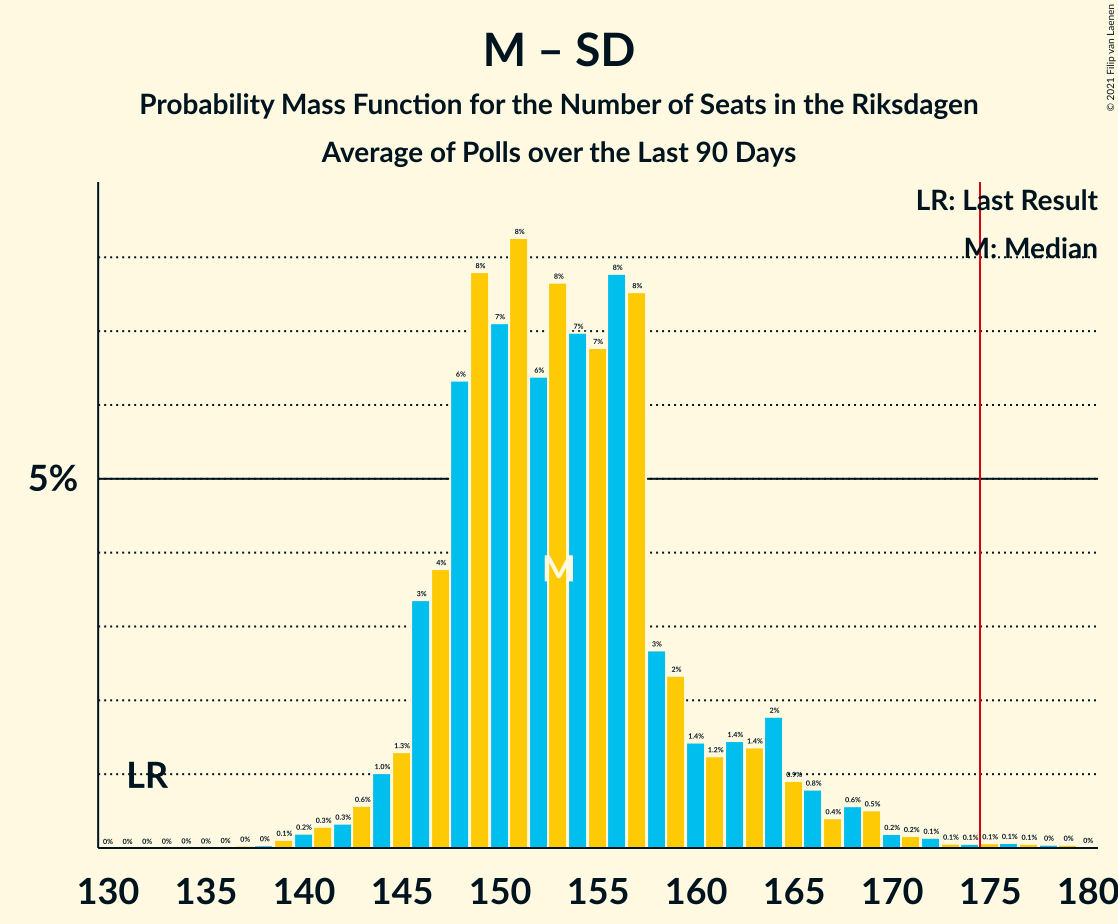 M – SD
Probability Mass Function for the Number of Seats in the Riksdagen
Average of Polls over the Last 90 Days
© 2021 Filip van Laenen
LR: Last Result
M: Median
5%
0% 0% 0% 0% 0% 0% 0% 0% 0% 0.1% 0.2% 0.3% 0.3% 0.6% 1.0% 1.3% 3% 4% 6% 8% 7% 8% 6% 8% 7% 7% 8% 8% 3% 2% 1.4% 1.2% 1.4% 1.4% 2% 0.9% 0.8% 0.4% 0.6% 0.5% 0.2% 0.2% 0.1% 0.1% 0.1% 0.1% 0.1% 0.1% 0% 0% 0%
M
LR
130 135 140 145 150 155 160 165 170 175 180